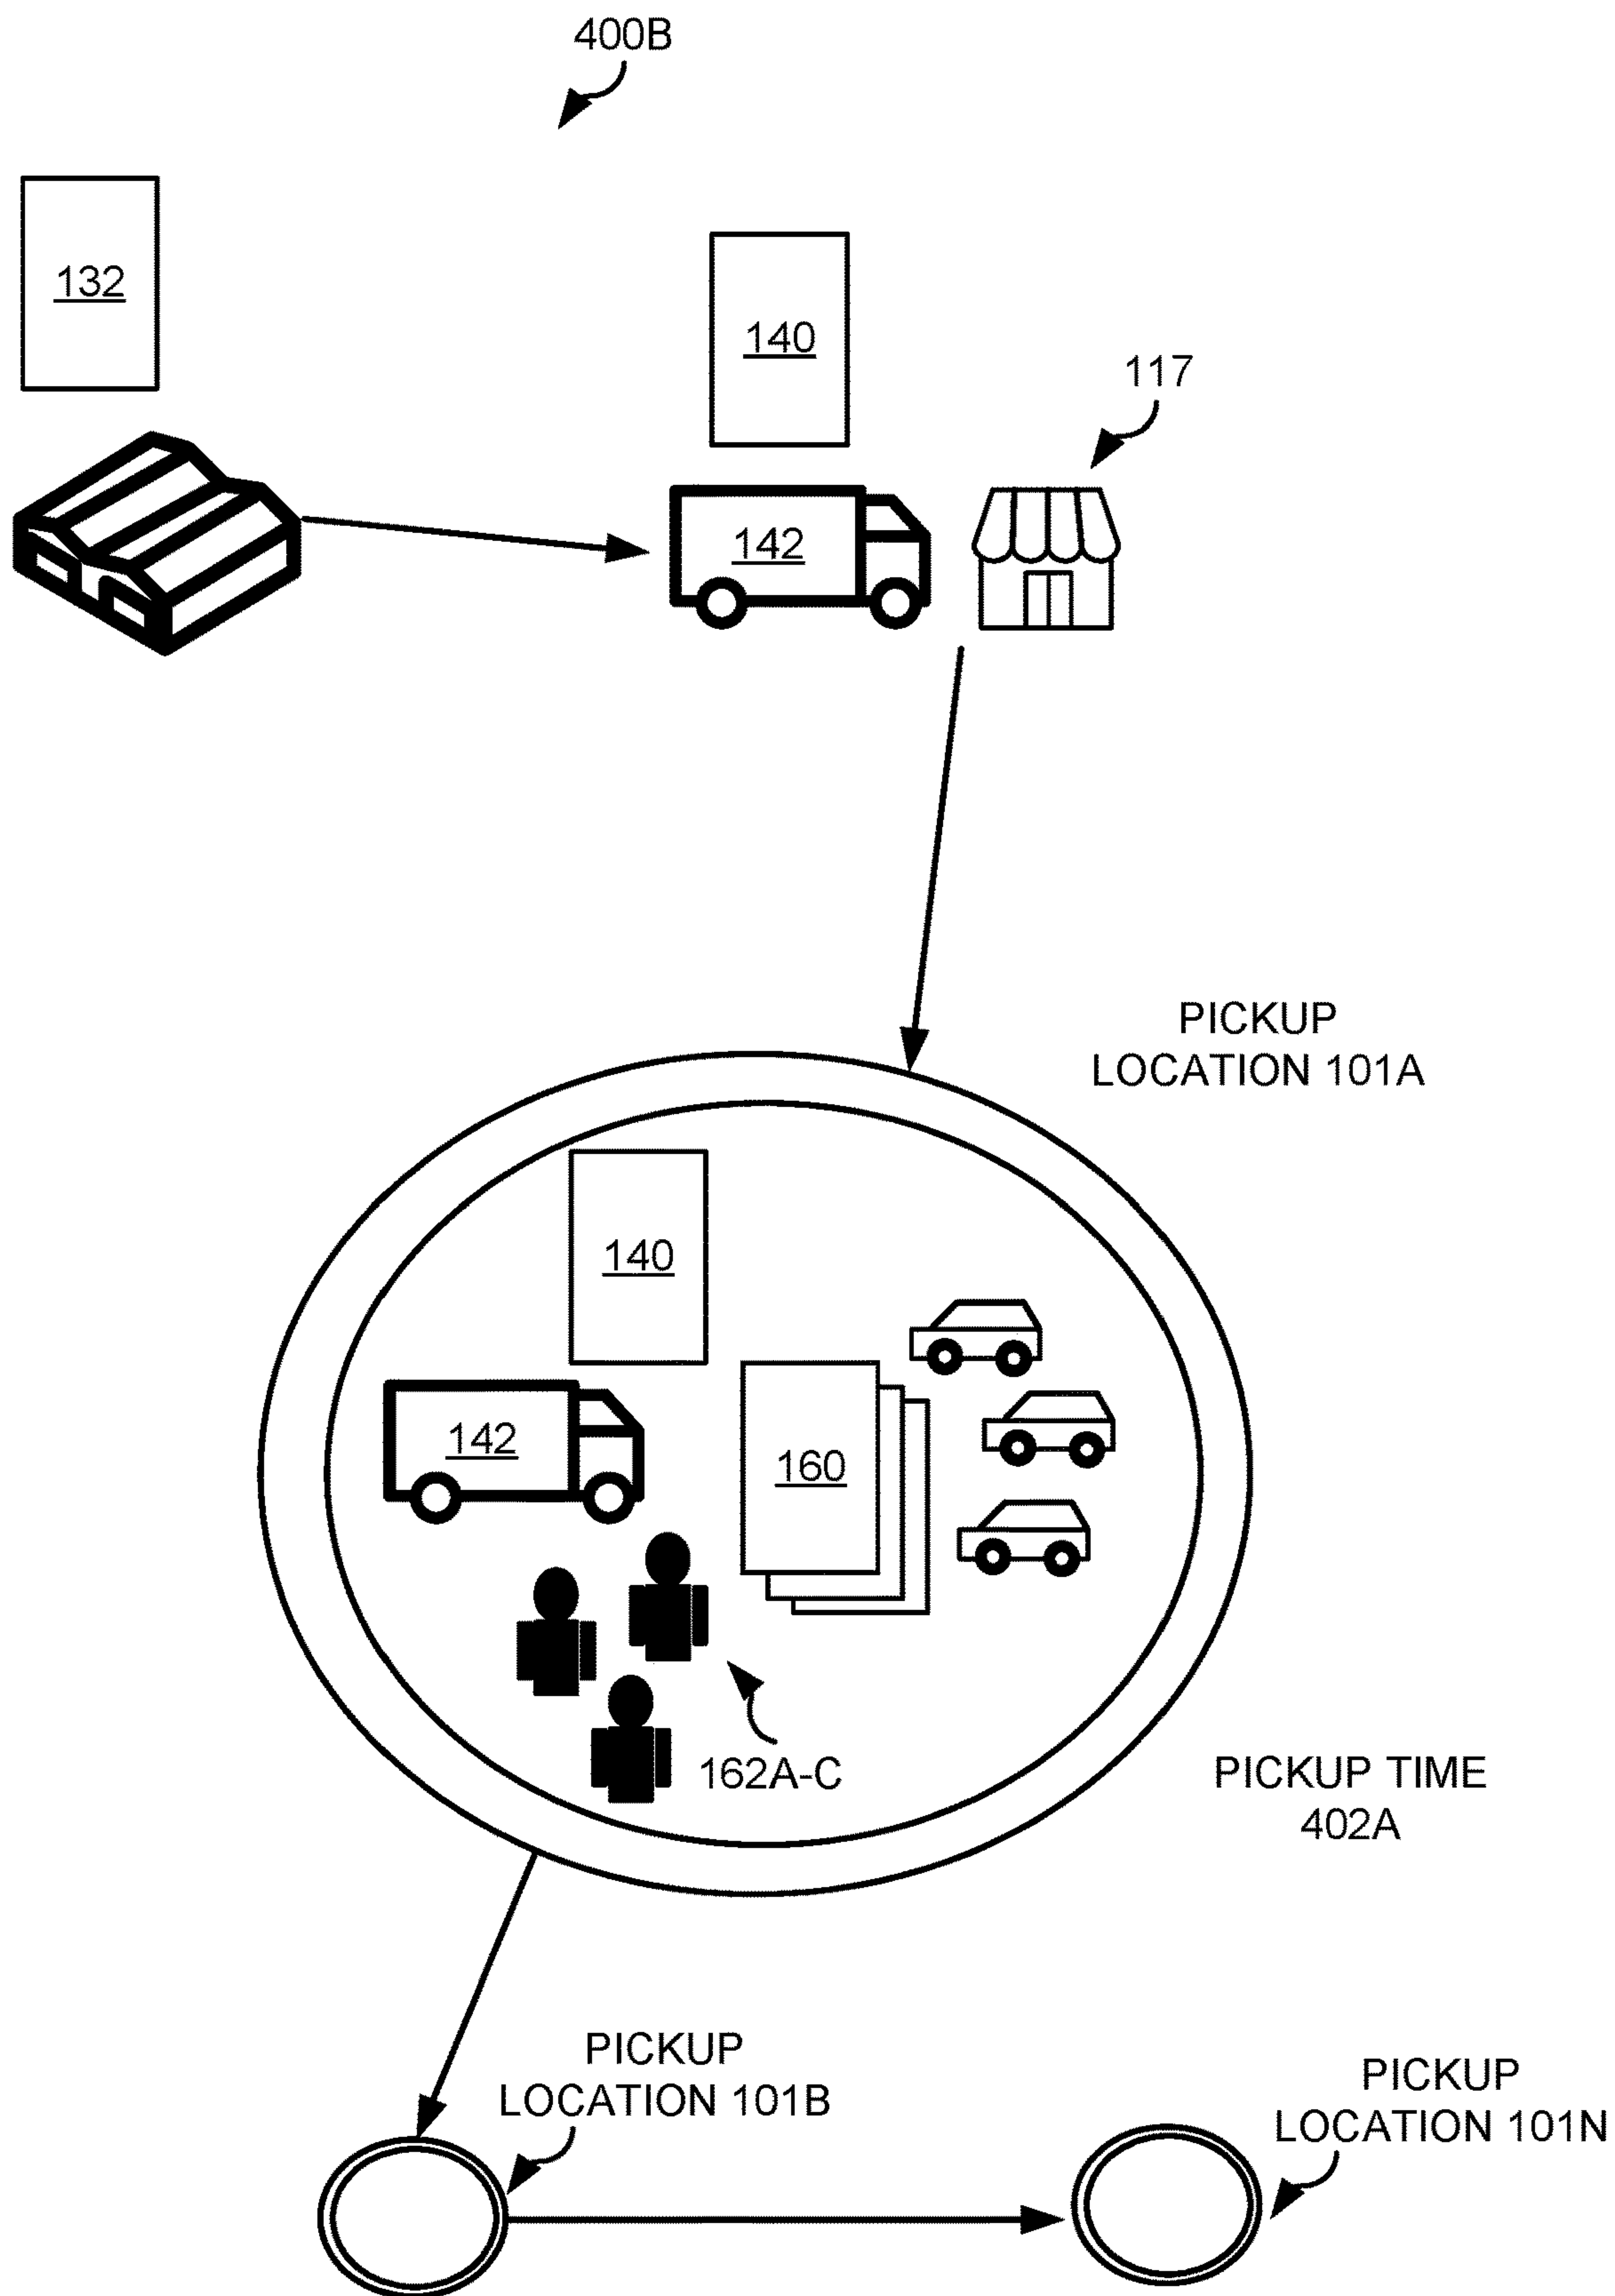 400B
132
140
117
142
PICKUP
LOCATION 101A
140
142
160
162A-C
PICKUP TIME
402A
PICKUP
LOCATION 101B
PICKUP
LOCATION 101N